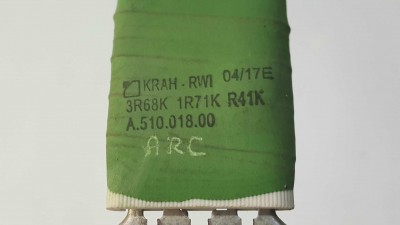 KRAH - RWI 04/17E
3R68K 1R71K R41K
A.510.018.00
ARC